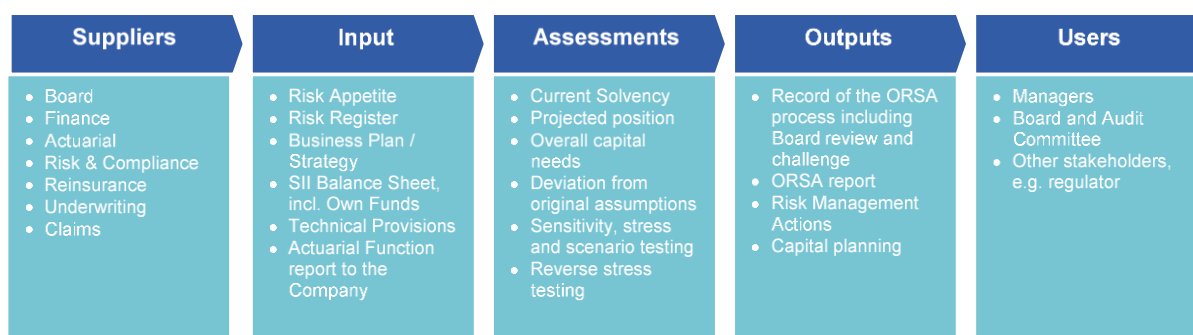 Suppliers
• Board
• Finance
• Actuarial
• Risk & Compliance
• Reinsurance
• Underwriting
• Claims
Input
• Risk Appetite
• Risk Register
• Business Plan /
Strategy
• SII Balance Sheet,
incl. Own Funds
• Technical Provisions
• Actuarial Function
report to the
Company
Assessments
• Current Solvency
• Projected position
• Overall capital
needs
• Deviation from
original assumptions
• Sensitivity, stress
and scenario testing
• Reverse stress
testing
Outputs
• Record of the ORSA
process including
Board review and
challenge
• ORSA report
• Risk Management
Actions
• Capital planning
Users
• Managers
• Board and Audit
Committee
• Other stakeholders,
e.g. regulator